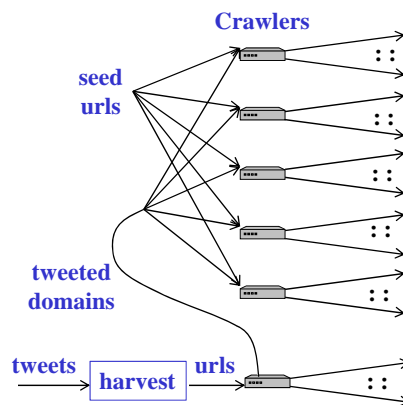 Crawlers
seed
urls
: :
: :
: :
: :
: :
tweeted
domains
tweets
harvest
urls
: :